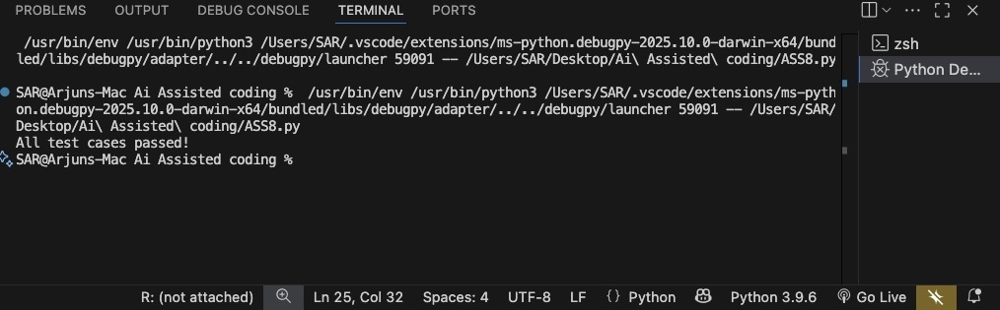 PROBLEMS OUTPUT DEBUG CONSOLE TERMINAL PORTS
/usr/bin/env /usr/bin/python3 /Users/SAR/.vscode/extensions/ms-python.debugpy-2025.10.0-darwin-x64/bund
led/libs/debugpy/adapter/../../debugpy/launcher 59091 -- /Users/SAR/Desktop/Ai\ Assisted\ coding/ASS8.py
SAR@Arjuns-Mac Ai Assisted coding % /usr/bin/env /usr/bin/python3 /Users/SAR/.vscode/extensions/ms-pyth
on.debugpy-2025.10.0-darwin-x64/bundled/libs/debugpy/adapter/../../debugpy/launcher 59091 -- /Users/SAR/
Desktop/Ai\ Assisted\ coding/ASS8.py
All test cases passed!
SAR@Arjuns-Mac Ai Assisted coding %
zsh
Python De...
R: (not attached) Ln 25, Col 32 Spaces: 4 UTF-8 LF {} Python Python 3.9.6 Go Live